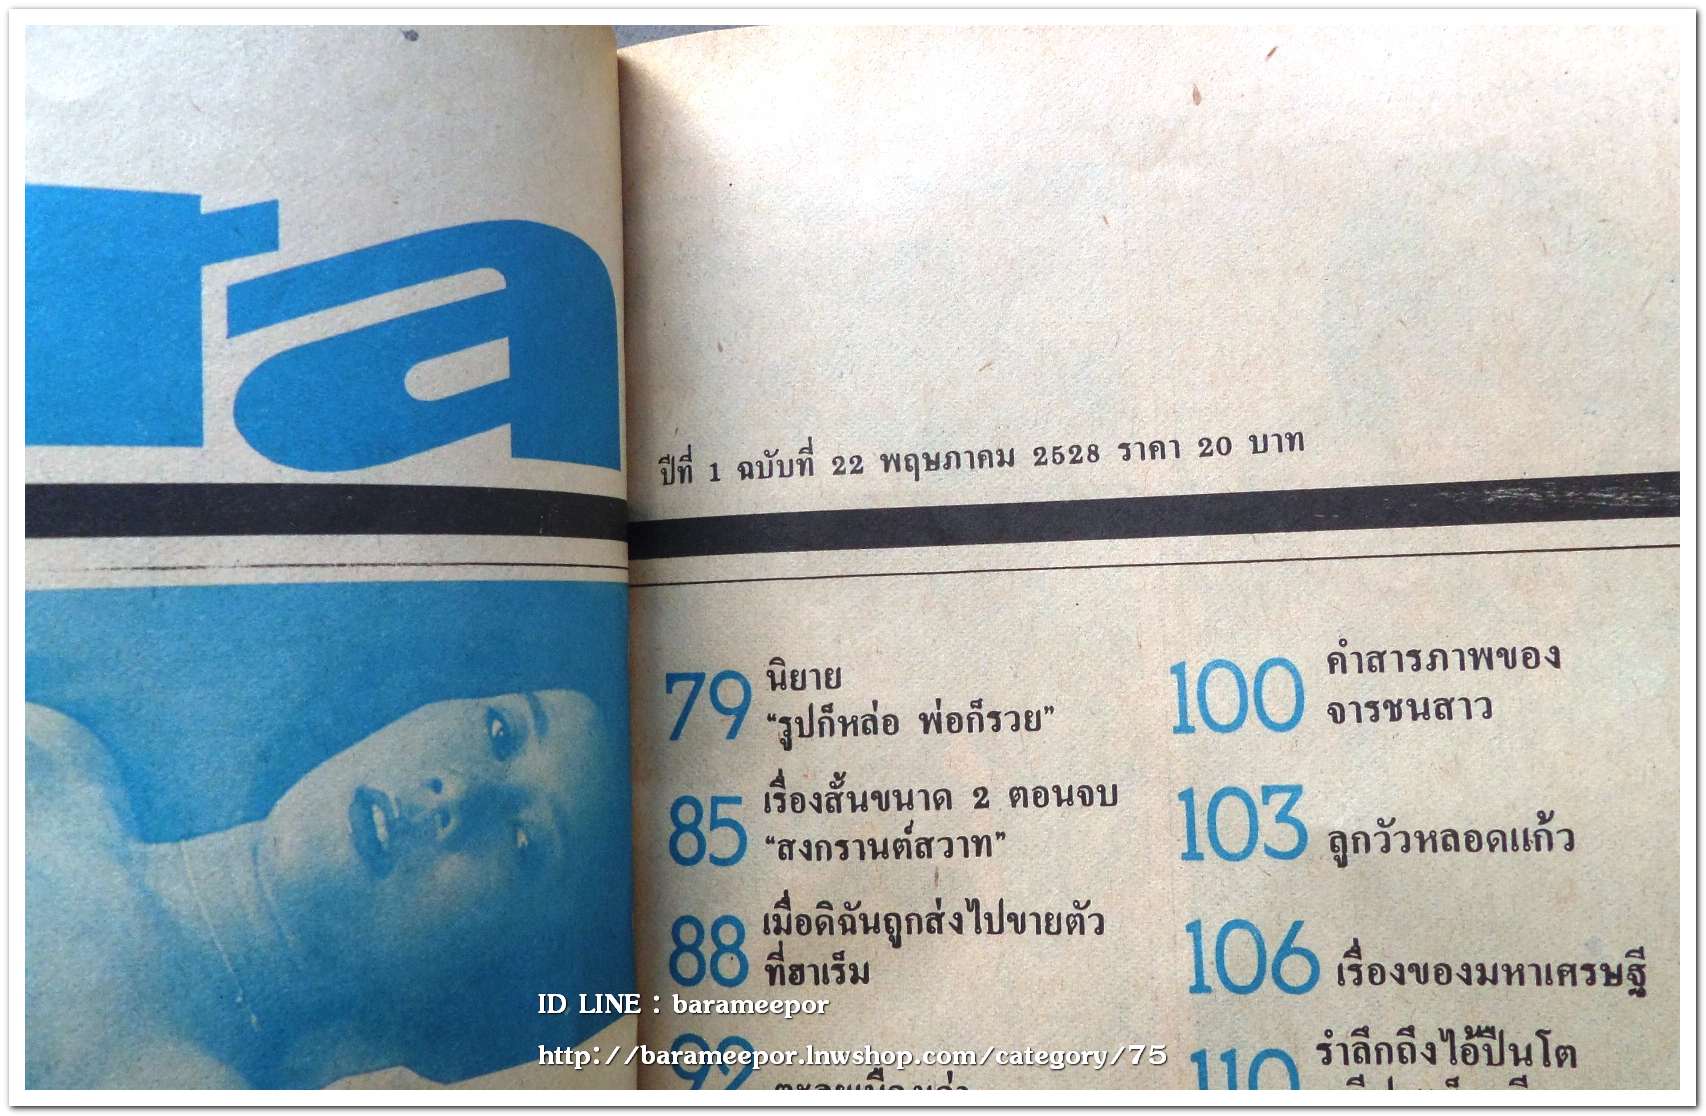 ta
ปีที่ 1 ฉบับที่ 22 พฤษภาคม 2528 ราคา 20 บาท
79 นิยาย
“รูปก็หล่อ พ่อก็รวย”
85 เรื่องสั้นขนาด 2 ตอนจบ
“สงกรานต์สวาท”
88 เมื่อดิฉันถูกส่งไปขายตัว
ที่ฮาเร็ม
92
100 คำสารภาพของ
จารชนสาว
103 ลูกวัวหลอดแก้ว
106 เรื่องของมหาเศรษฐี
110 รำลึกถึงไอ้ปืนโต
ID LINE : barameepor
http://barameepor.lnwshop.com/category/75